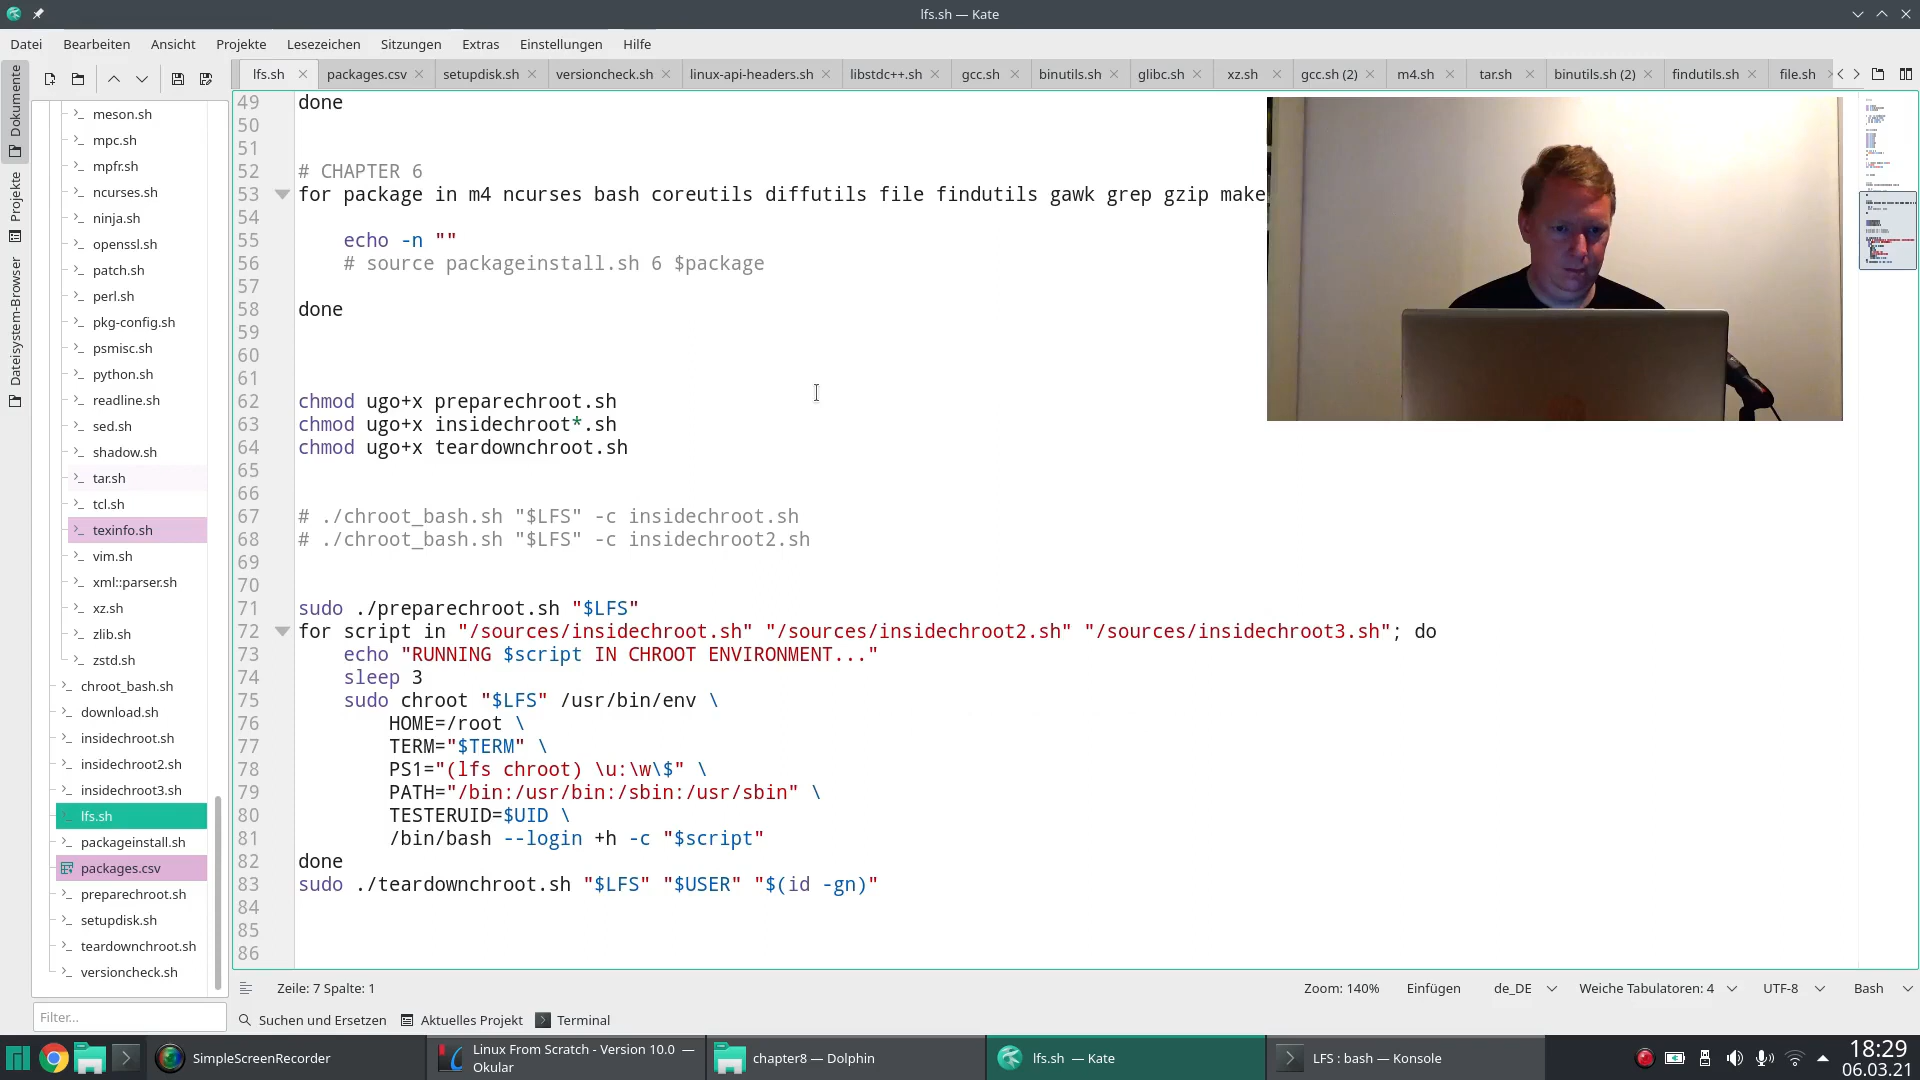 lfs.sh — Kate
Datei Bearbeiten Ansicht Projekte Lesezeichen Sitzungen Extras Einstellungen Hilfe
lfs.sh packages.csv setupdisk.sh versioncheck.sh linux-api-headers.sh libstdc++.sh gcc.sh binutils.sh glibc.sh xz.sh gcc.sh (2) m4.sh tar.sh binutils.sh (2) findutils.sh file.sh
Dokumente
Projekte
Dateisystem-Browser
meson.sh
mpc.sh
mpfr.sh
ncurses.sh
ninja.sh
openssl.sh
patch.sh
perl.sh
pkg-config.sh
psmisc.sh
python.sh
readline.sh
sed.sh
shadow.sh
tar.sh
tcl.sh
texinfo.sh
vim.sh
xml::parser.sh
xz.sh
zlib.sh
zstd.sh
chroot_bash.sh
download.sh
insidechroot.sh
insidechroot2.sh
insidechroot3.sh
lfs.sh
packageinstall.sh
packages.csv
preparechroot.sh
setupdisk.sh
teardownchroot.sh
versioncheck.sh
Filter...
49 done
50
51
52 # CHAPTER 6
53 for package in m4 ncurses bash coreutils diffutils file findutils gawk grep gzip make
54
55 echo -n ""
56 # source packageinstall.sh 6 $package
57
58 done
59
60
61
62 chmod ugo+x preparechroot.sh
63 chmod ugo+x insidechroot*.sh
64 chmod ugo+x teardownchroot.sh
65
66
67 # ./chroot_bash.sh "$LFS" -c insidechroot.sh
68 # ./chroot_bash.sh "$LFS" -c insidechroot2.sh
69
70
71 sudo ./preparechroot.sh "$LFS"
72 for script in "/sources/insidechroot.sh" "/sources/insidechroot2.sh" "/sources/insidechroot3.sh"; do
73 echo "RUNNING $script IN CHROOT ENVIRONMENT..."
74 sleep 3
75 sudo chroot "$LFS" /usr/bin/env \
76 HOME=/root \
77 TERM="$TERM" \
78 PS1="(lfs chroot) \u:\w\$" \
79 PATH="/bin:/usr/bin:/sbin:/usr/sbin" \
80 TESTERUID=$UID \
81 /bin/bash --login +h -c "$script"
82 done
83 sudo ./teardownchroot.sh "$LFS" "$USER" "$(id -gn)"
84
85
86
Zeile: 7 Spalte: 1 Zoom: 140% Einfügen de_DE Weiche Tabulatoren: 4 UTF-8 Bash
Suchen und Ersetzen Aktuelles Projekt Terminal
SimpleScreenRecorder
Linux From Scratch - Version 10.0 —
Okular
chapter8 — Dolphin
lfs.sh — Kate
LFS : bash — Konsole
18:29
06.03.21